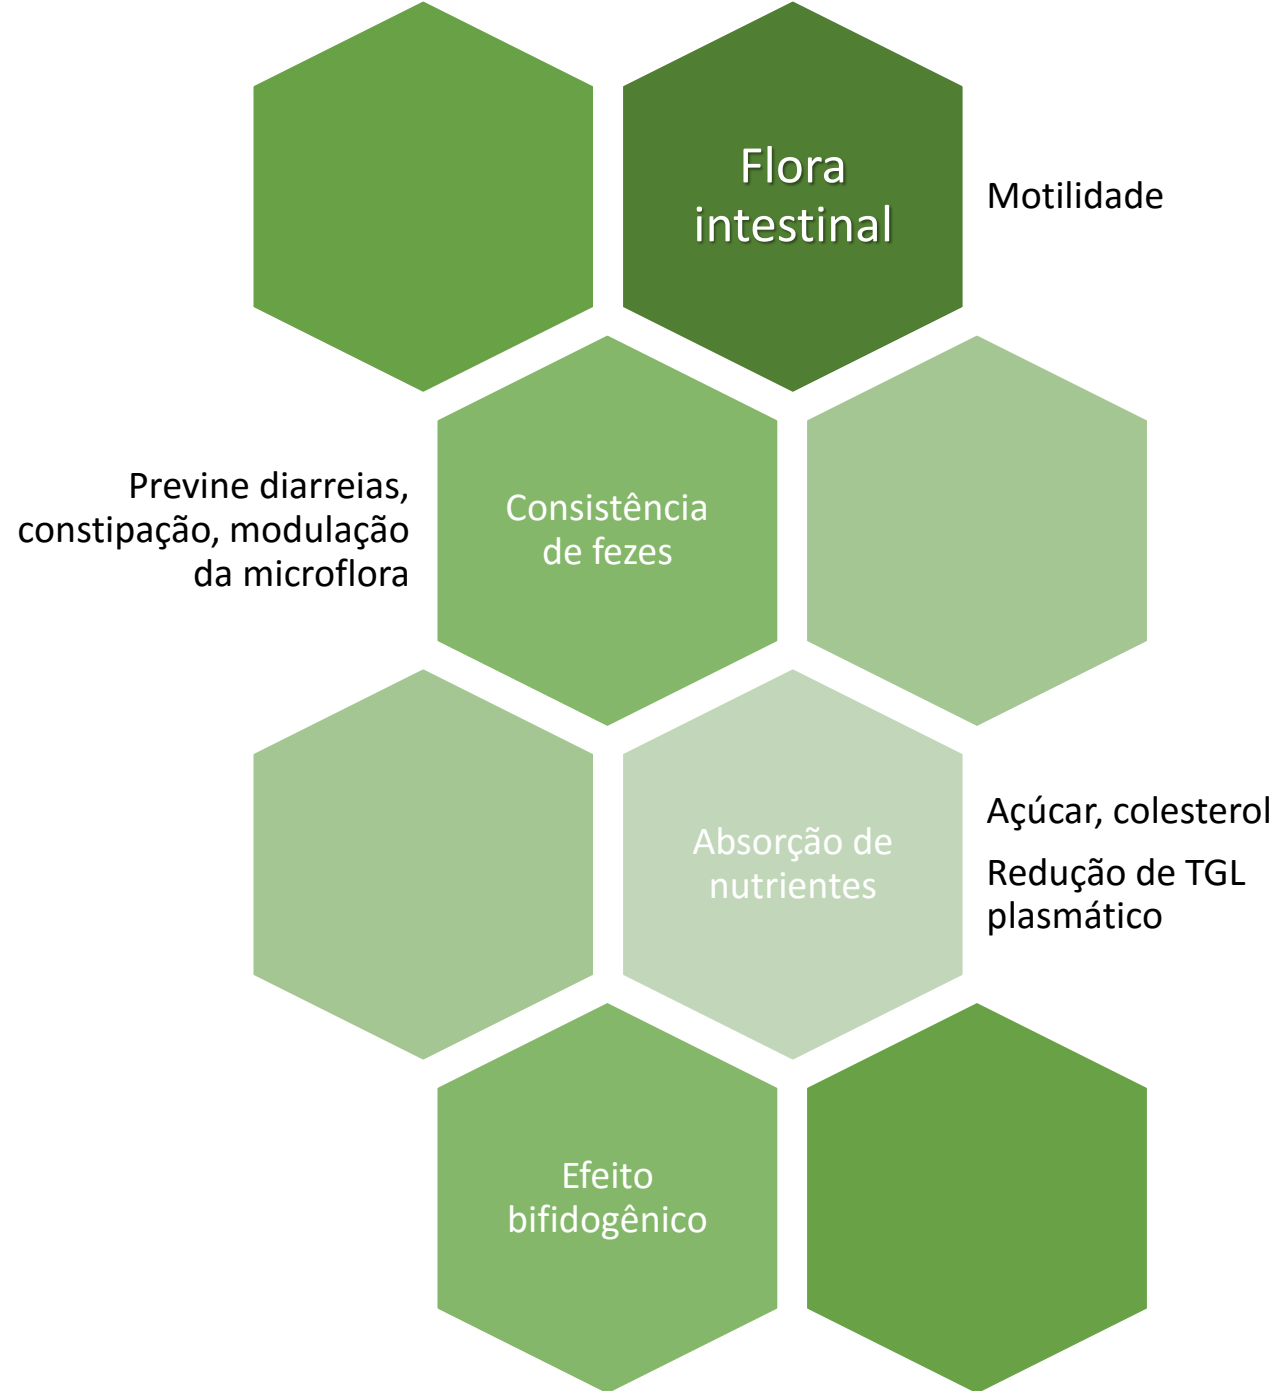 Flora
intestinal
Motilidade
Previne diarreias,
constipação, modulação
da microflora
Consistência
de fezes
Absorção de
nutrientes
Açúcar, colesterol
Redução de TGL
plasmático
Efeito
bifidogênico